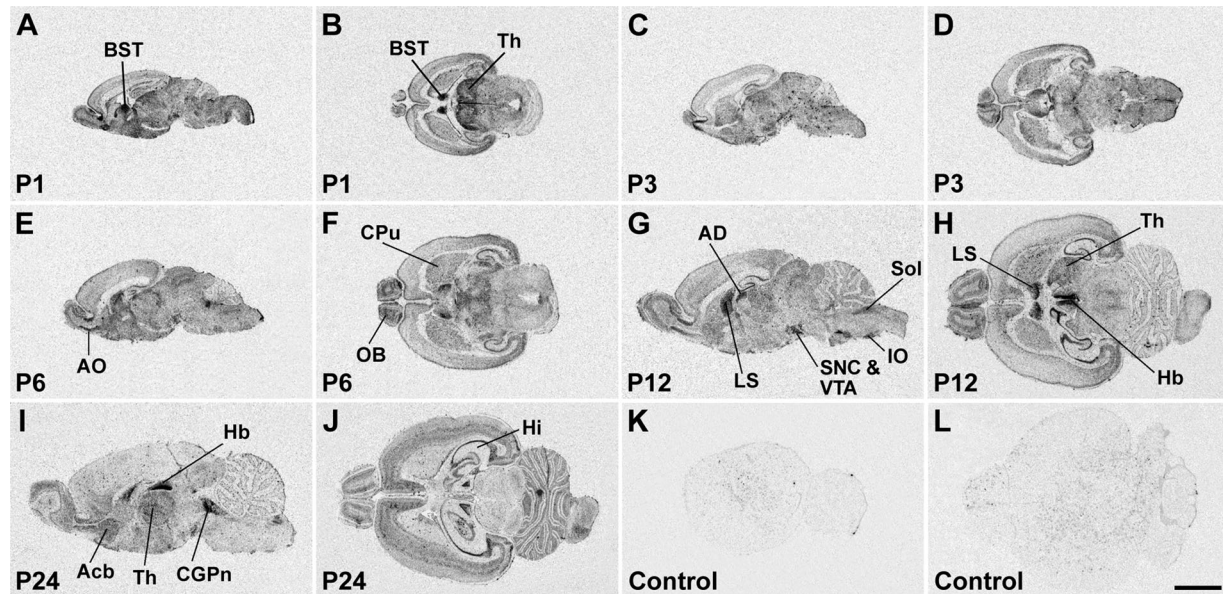 A
BST
P1
B
BST
Th
P1
C
P3
D
P3
E
AO
P6
F
CPu
OB
P6
G
AD
Sol
LS
SNC &
VTA
IO
P12
H
LS
Th
Hb
P12
I
Hb
Acb
Th
CGPn
P24
J
Hi
P24
K
Control
L
Control